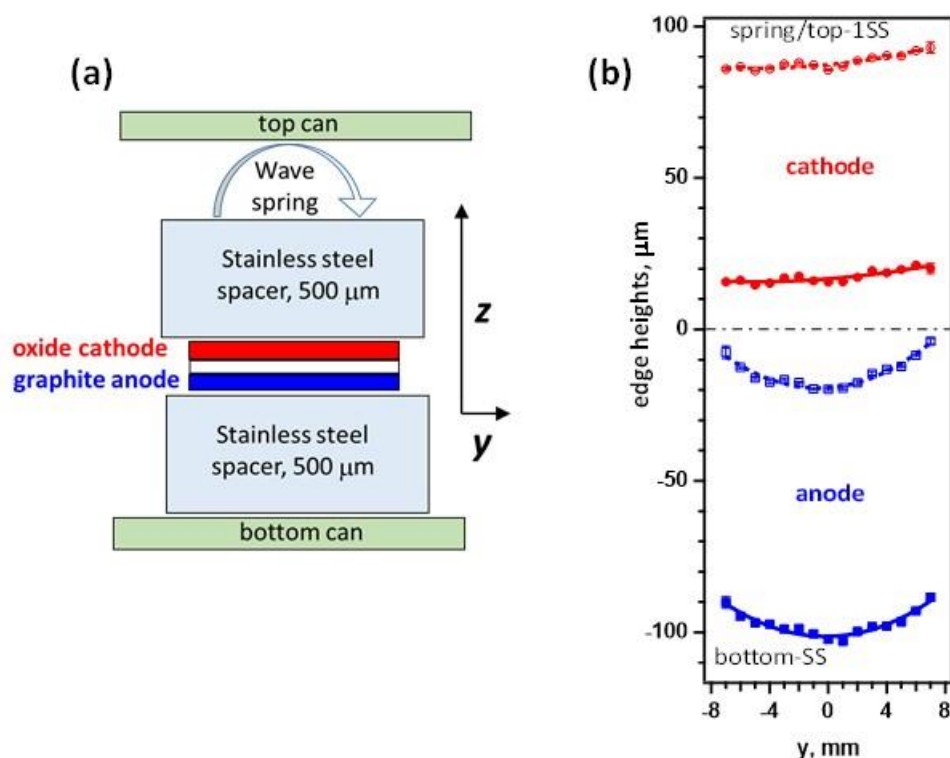 (a)
top can
Wave
spring
Stainless steel
spacer, 500 μm
z
oxide cathode
graphite anode
y
Stainless steel
spacer, 500 μm
bottom can
(b)
100
50
0
-50
-100
edge heights, μm
spring/top-1SS
cathode
anode
bottom-SS
-8 -4 0 4 8
y, mm